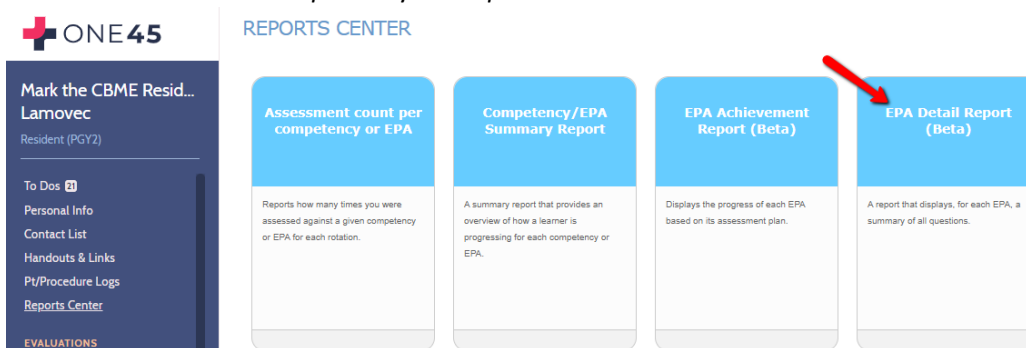 ONE45
REPORTS CENTER
Mark the CBME Resid...
Lamovec
Resident (PGY2)
To Dos 21
Personal Info
Contact List
Handouts & Links
Pt/Procedure Logs
Reports Center
EVALUATIONS
Assessment count per
competency or EPA
Reports how many times you were
assessed against a given competency
or EPA for each rotation.
Competency/EPA
Summary Report
A summary report that provides an
overview of how a learner is
progressing for each competency or
EPA.
EPA Achievement
Report (Beta)
Displays the progress of each EPA
based on its assessment plan.
EPA Detail Report
(Beta)
A report that displays, for each EPA, a
summary of all questions.